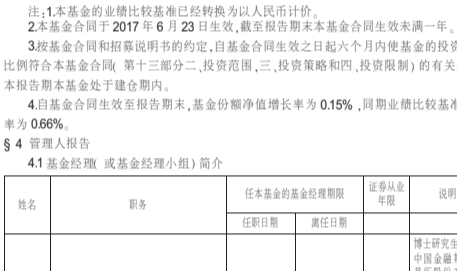 注:1.本基金的业绩比较基准已经转换为以人民币计价。
2.本基金合同于 2017 年 6 月 23 日生效,截至报告期末本基金合同生效未满一年。
3.按基金合同和招募说明书的约定,自基金合同生效之日起六个月内使基金的投资
比例符合本基金合同( 第十三部分二、投资范围,三、投资策略和四、投资限制) 的有关
本报告期本基金处于建仓期内。
4.自基金合同生效至报告期末,基金份额净值增长率为 0.15% ,同期业绩比较基准
率为 0.66%。
§ 4 管理人报告
4.1 基金经理( 或基金经理小组) 简介
姓名 职务 任本基金的基金经理期限 证券从业年限 说明
任职日期 离任日期
博士研究生
中国金融期